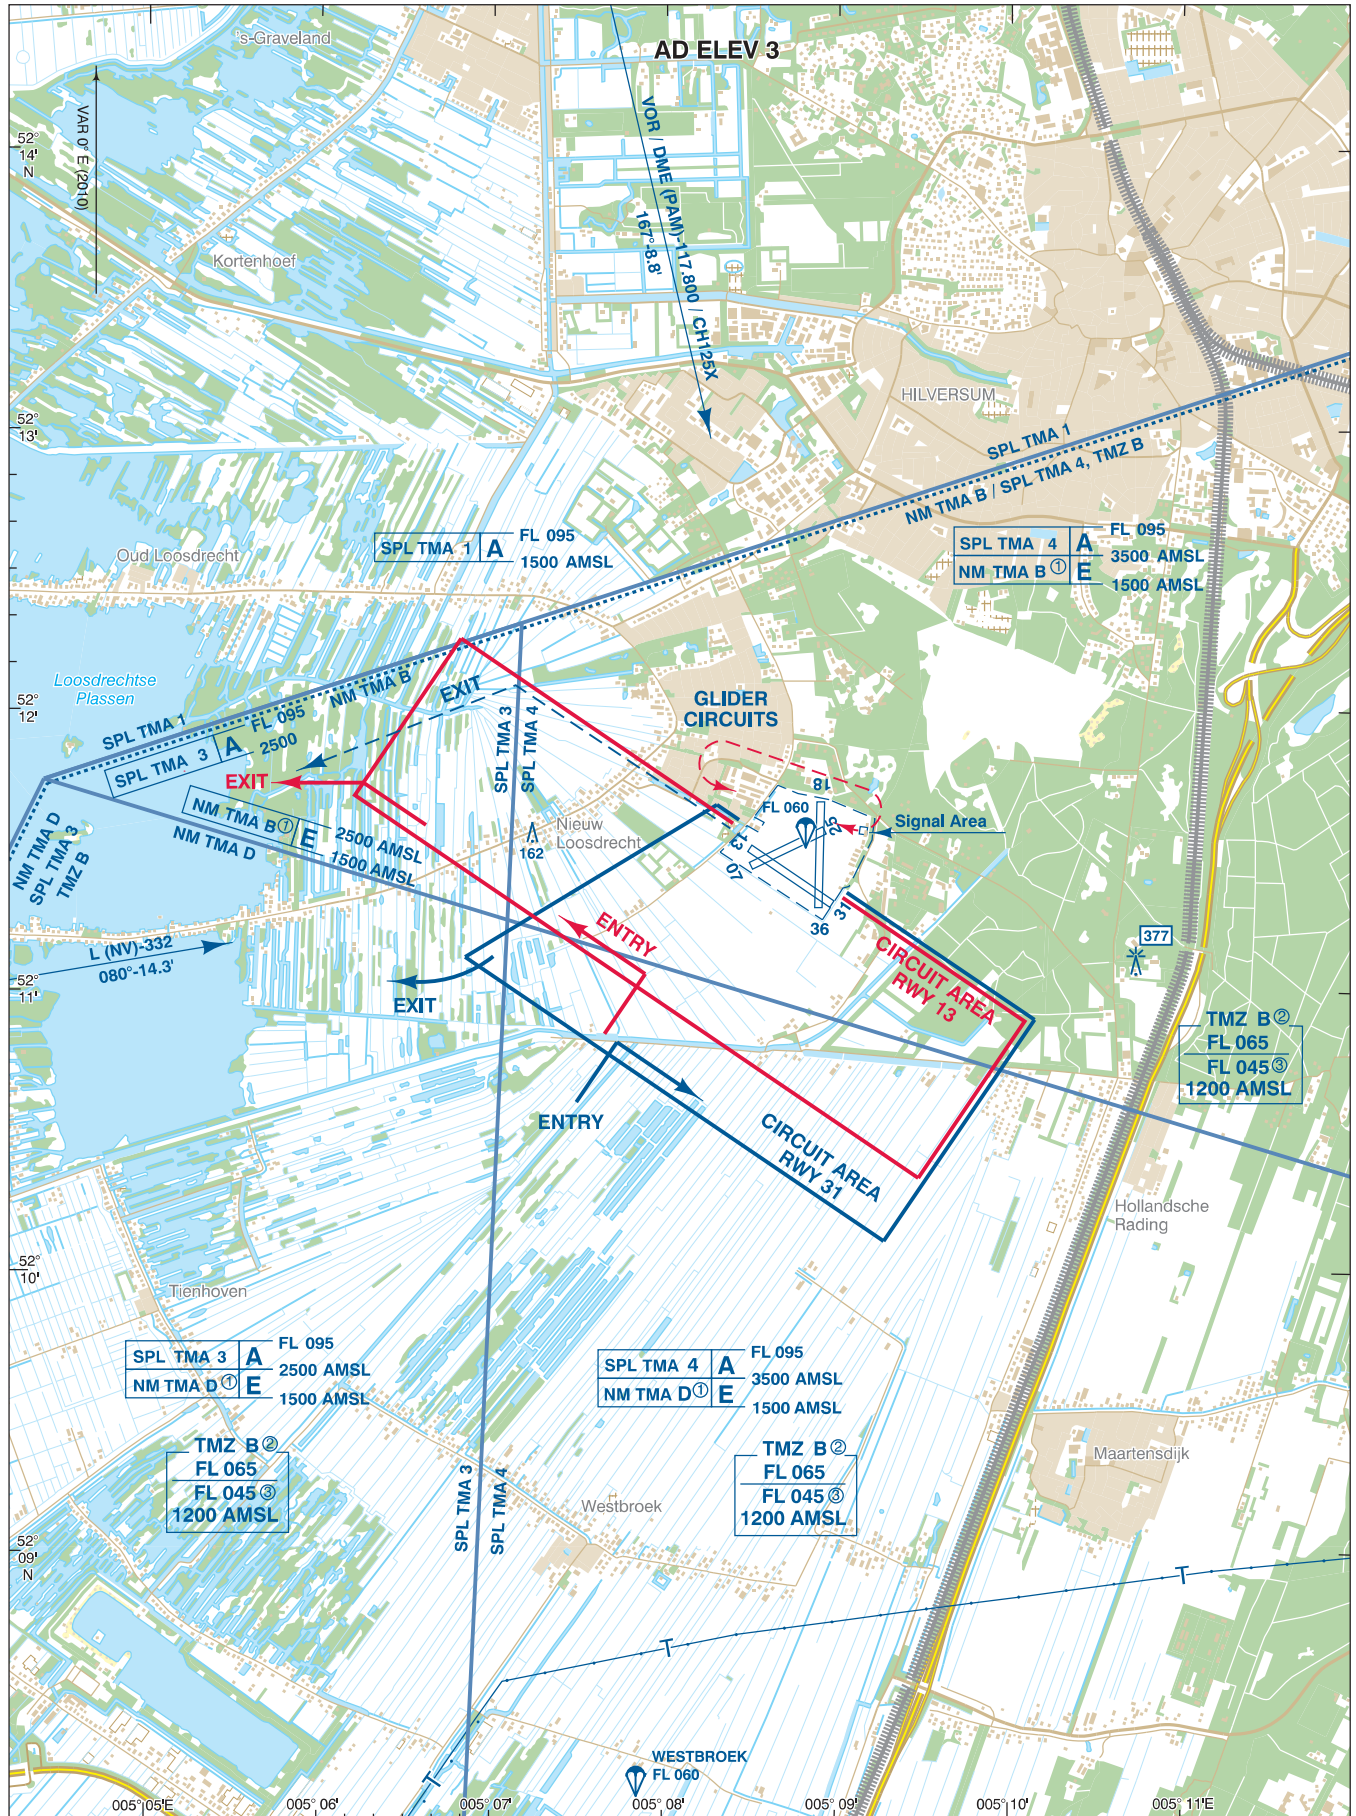 's-Graveland
AD ELEV 3
VAR 0° E (2010)
52°
14'
N
VOR / DME (PAM)-117.800 / CH125X
167°-8.8'
Kortenhoef
HILVERSUM
52°
13'
SPL TMA 1
NM TMA B / SPL TMA 4, TMZ B
SPL TMA 1 A FL 095
1500 AMSL
SPL TMA 4 A FL 095
3500 AMSL
NM TMA B ① E
1500 AMSL
Oud Loosdrecht
Loosdrechtse
Plassen
52°
12'
SPL TMA 1
NM TMA B
EXIT
SPL TMA 3 A FL 095
2500
EXIT
SPL TMA 3
SPL TMA 4
GLIDER
CIRCUITS
NM TMA B ① E 2500 AMSL
1500 AMSL
NM TMA D
NM TMA D
SPL TMA 3
TMZ B
162
Nieuw
Loosdrecht
FL 060
18
25
13
07
31
36
Signal Area
L (NV)-332
080°-14.3'
52°
11'
ENTRY
EXIT
CIRCUIT AREA
RWY 13
377
TMZ B ②
FL 065
FL 045 ③
1200 AMSL
ENTRY
CIRCUIT AREA
RWY 31
Hollandsche
Rading
52°
10'
Tienhoven
SPL TMA 3 A FL 095
2500 AMSL
NM TMA D ① E
1500 AMSL
SPL TMA 4 A FL 095
3500 AMSL
NM TMA D ① E
1500 AMSL
TMZ B ②
FL 065
FL 045 ③
1200 AMSL
SPL TMA 3
SPL TMA 4
TMZ B ②
FL 065
FL 045 ③
1200 AMSL
Maartensdijk
Westbroek
52°
09'
N
T
T
T
WESTBROEK
FL 060
005° 05'E
005° 06'
005° 07'
005° 08'
005° 09'
005° 10'
005° 11'E